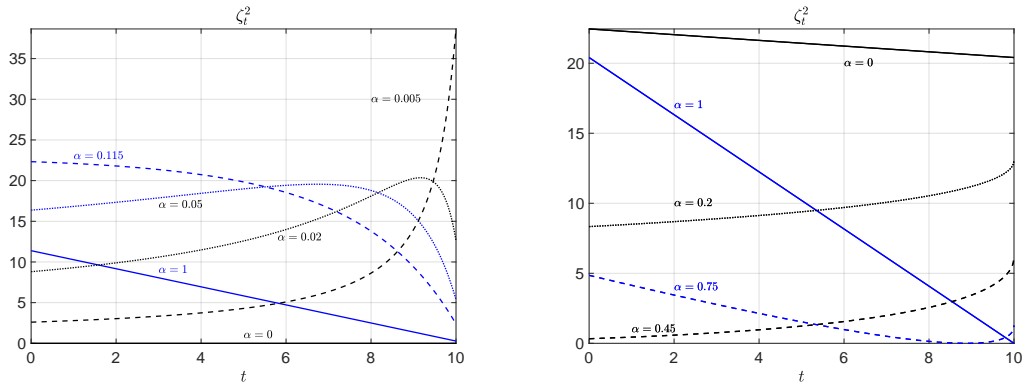 ζ_t^2
35
30
25
20
15
10
5
0
α = 0.005
α = 0.115
α = 0.05
α = 0.02
α = 1
α = 0
0 2 4 6 8 10
t
ζ_t^2
20
15
10
5
0
α = 0
α = 1
α = 0.2
α = 0.75
α = 0.45
0 2 4 6 8 10
t